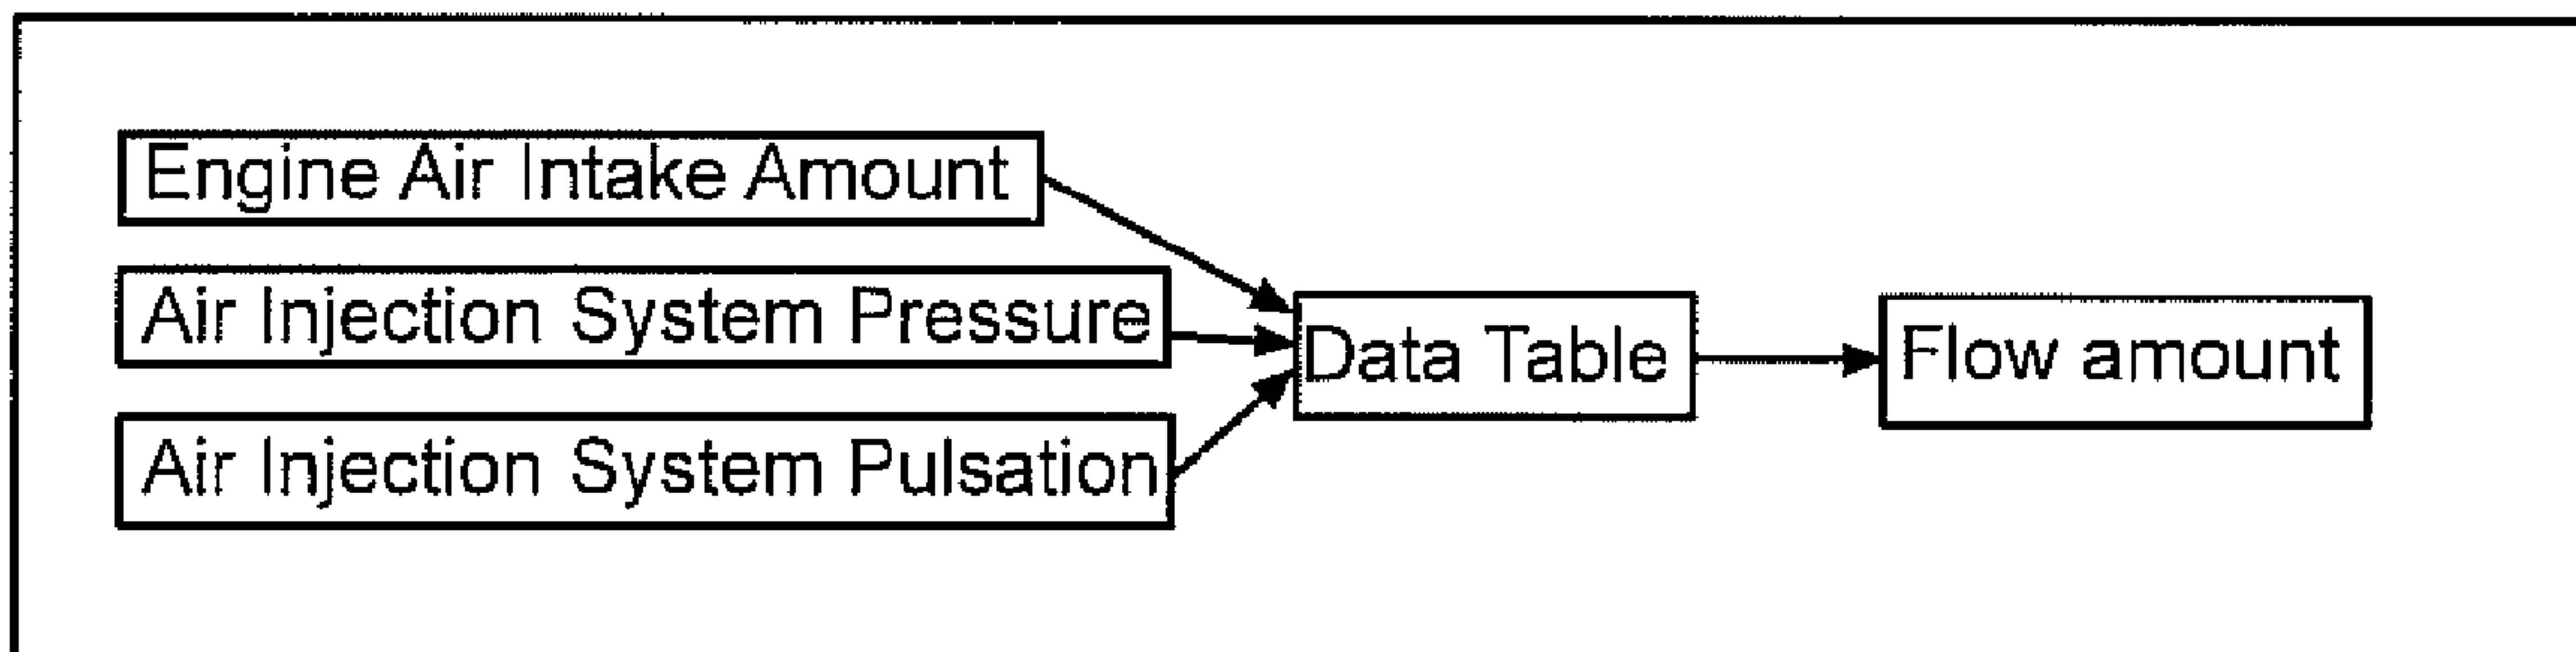 Engine Air Intake Amount
Air Injection System Pressure
Air Injection System Pulsation
Data Table
Flow amount